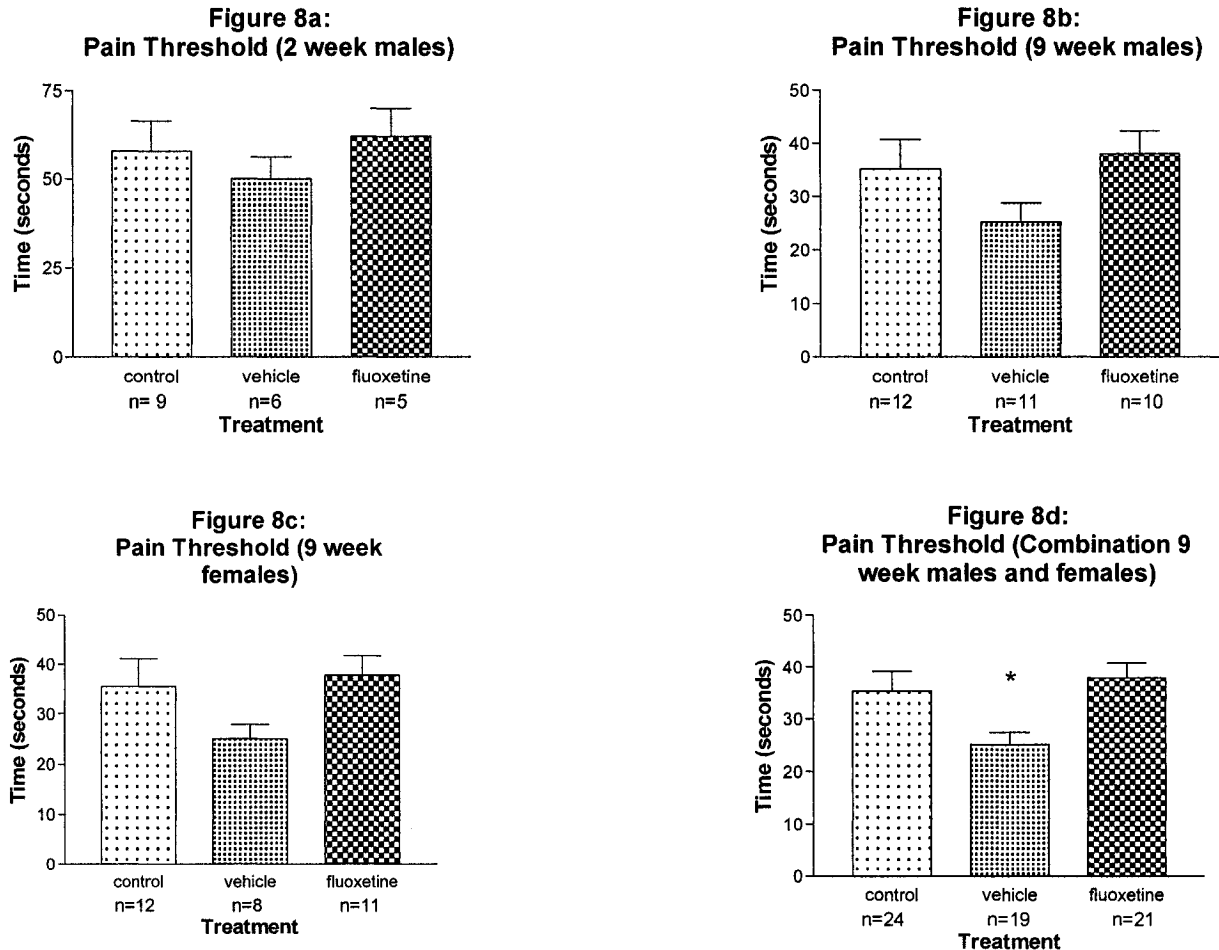 Figure 8a:
Pain Threshold (2 week males)
75
50
25
0
Time (seconds)
control
vehicle
fluoxetine
n= 9
n=6
n=5
Treatment
Figure 8b:
Pain Threshold (9 week males)
50
40
30
20
10
0
Time (seconds)
control
vehicle
fluoxetine
n=12
n=11
n=10
Treatment
Figure 8c:
Pain Threshold (9 week
females)
50
40
30
20
10
0
Time (seconds)
control
vehicle
fluoxetine
n=12
n=8
n=11
Treatment
Figure 8d:
Pain Threshold (Combination 9
week males and females)
50
40
30
20
10
0
Time (seconds)
*
control
vehicle
fluoxetine
n=24
n=19
n=21
Treatment